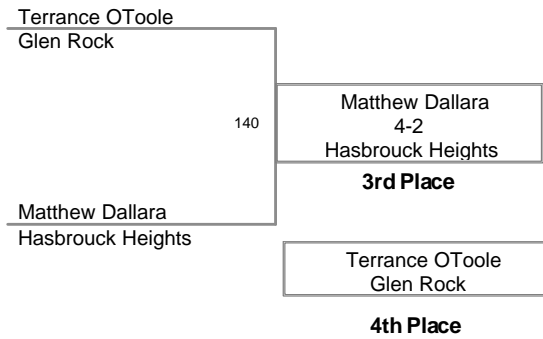 Terrance OToole
Glen Rock
140
Matthew Dallara
4-2
Hasbrouck Heights
3rd Place
Matthew Dallara
Hasbrouck Heights
Terrance OToole
Glen Rock
4th Place